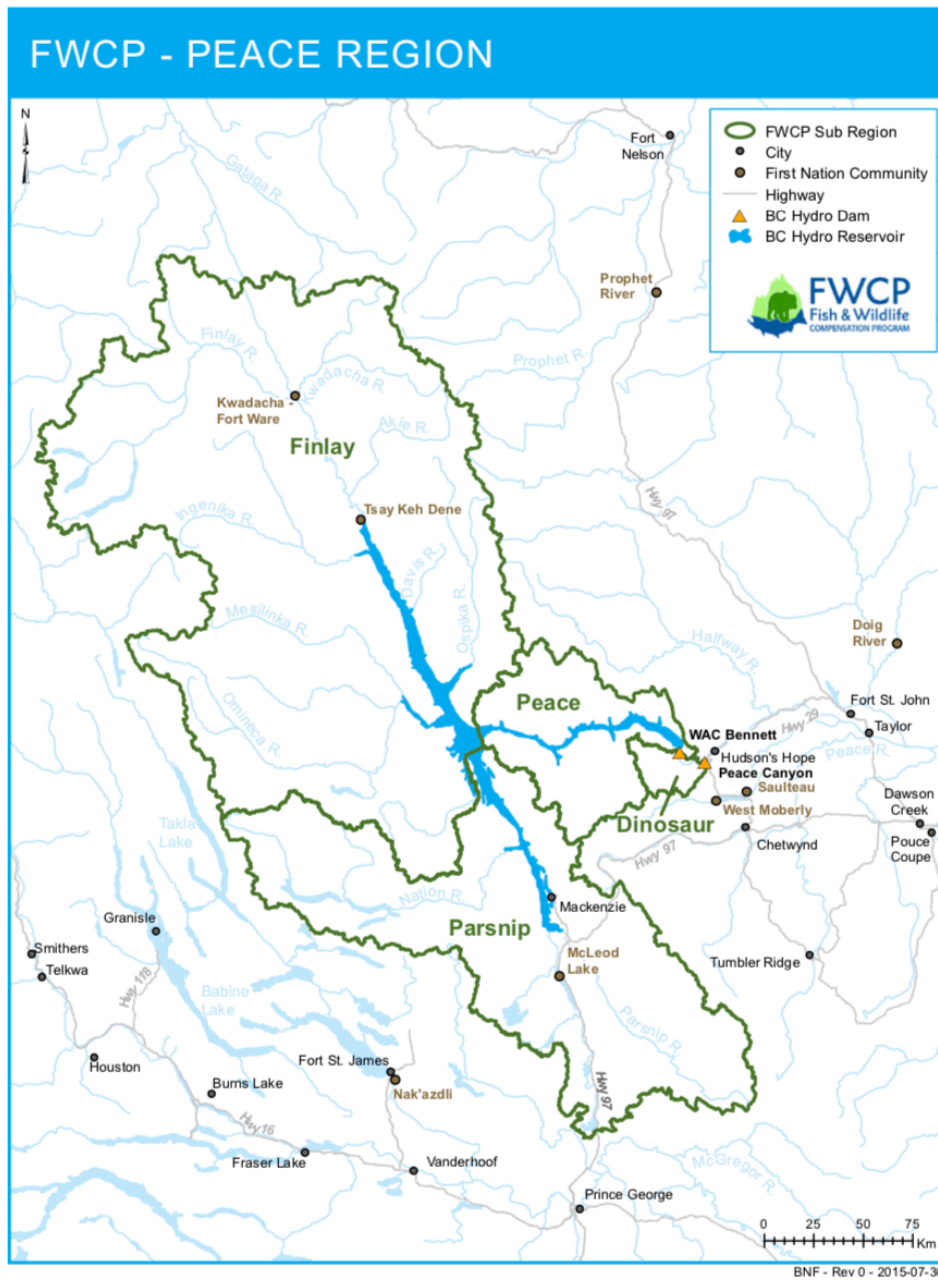 FWCP - PEACE REGION
N
FWCP Sub Region
City
First Nation Community
Highway
BC Hydro Dam
BC Hydro Reservoir
FWCP
Fish & Wildlife
COMPENSATION PROGRAM
Fort
Nelson
Gataga R.
Prophet
River
Finlay R.
Kwadacha R.
Prophet R.
Kwadacha -
Fort Ware
Akie R.
Finlay
Hwy 97
Ingenika R.
Tsay Keh Dene
Davis R.
Ospika R.
Mesilinka R.
Doig
River
Halfway R.
Omineca R.
Peace
Fort St. John
Hwy 29
Taylor
WAC Bennett
Peace R.
Hudson's Hope
Peace Canyon
Saulteau
West Moberly
Dawson
Creek
Dinosaur
Takla
Lake
Chetwynd
Pouce
Coupe
Hwy 97
Nation R.
Mackenzie
Granisle
Parsnip
Smithers
Telkwa
McLeod
Lake
Tumbler Ridge
Hwy 118
Babine
Lake
Parsnip R.
Houston
Fort St. James
Burns Lake
Nak'azdli
Hwy 97
Hwy 16
Fraser Lake
Vanderhoof
McGregor R.
Prince George
0 25 50 75
Km
BNF - Rev 0 - 2015-07-30